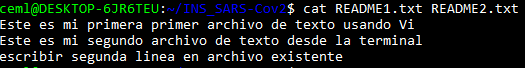 ceml@DESKTOP-6JR6TEU:~/INS_SARS-Cov2$ cat README1.txt README2.txt
Este es mi primera primer archivo de texto usando Vi
Este es mi segundo archivo de texto desde la terminal
escribir segunda linea en archivo existente